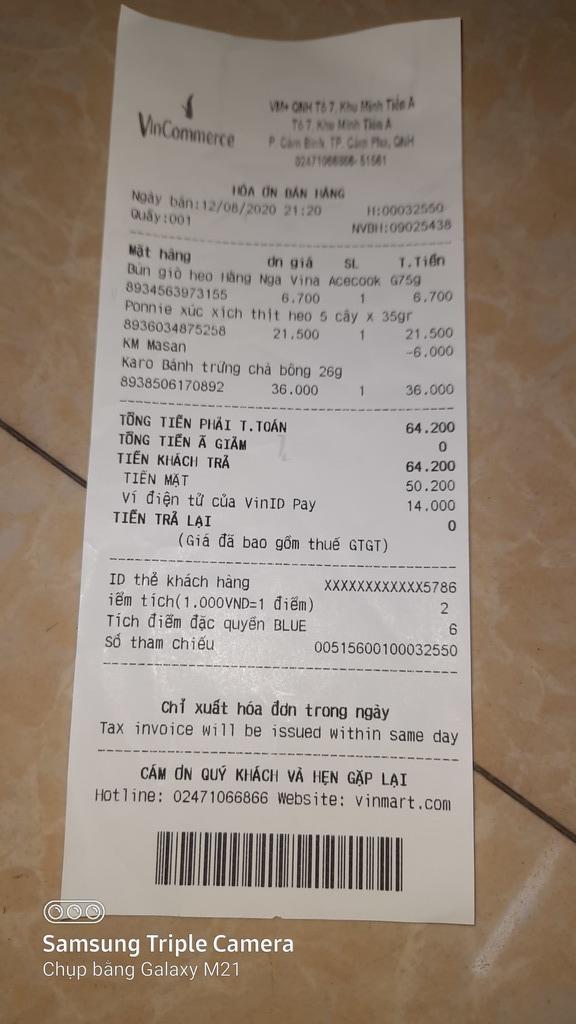 VinCommerce
VM+ QNH Tổ 7, Khu Minh Tiến A
Tổ 7, Khu Minh Tiến A
P. Cẩm Bình, TP. Cẩm Phả, QNH
02471066866- 51561
HÓA ƠN BÁN HÀNG
Ngày bán:12/08/2020 21:20 H:00032550
Quầy:001 NVBH:09025438
Mặt hàng ơn giá SL T.Tiền
Bún giò heo Hằng Nga Vina Acecook G75g
8934563973155 6.700 1 6.700
Ponnie xúc xích thịt heo 5 cây x 35gr
8936034875258 21.500 1 21.500
KM Masan -6.000
Karo Bánh trứng chà bông 26g
8938506170892 36.000 1 36.000
TỔNG TIỀN PHẢI T.TOÁN 64.200
TỔNG TIỀN Ã GIẢM 0
TIỀN KHÁCH TRẢ 64.200
TIỀN MẶT 50.200
Ví điện tử của VinID Pay 14.000
TIỀN TRẢ LẠI 0
(Giá đã bao gồm thuế GTGT)
ID thẻ khách hàng XXXXXXXXXXXX5786
iểm tích(1.000VND=1 điểm) 2
Tích điểm đặc quyền BLUE 6
Số tham chiếu 00515600100032550
Chỉ xuất hóa đơn trong ngày
Tax invoice will be issued within same day
CÁM ƠN QUÝ KHÁCH VÀ HẸN GẶP LẠI
Hotline: 02471066866 Website: vinmart.com
Samsung Triple Camera
Chụp bằng Galaxy M21